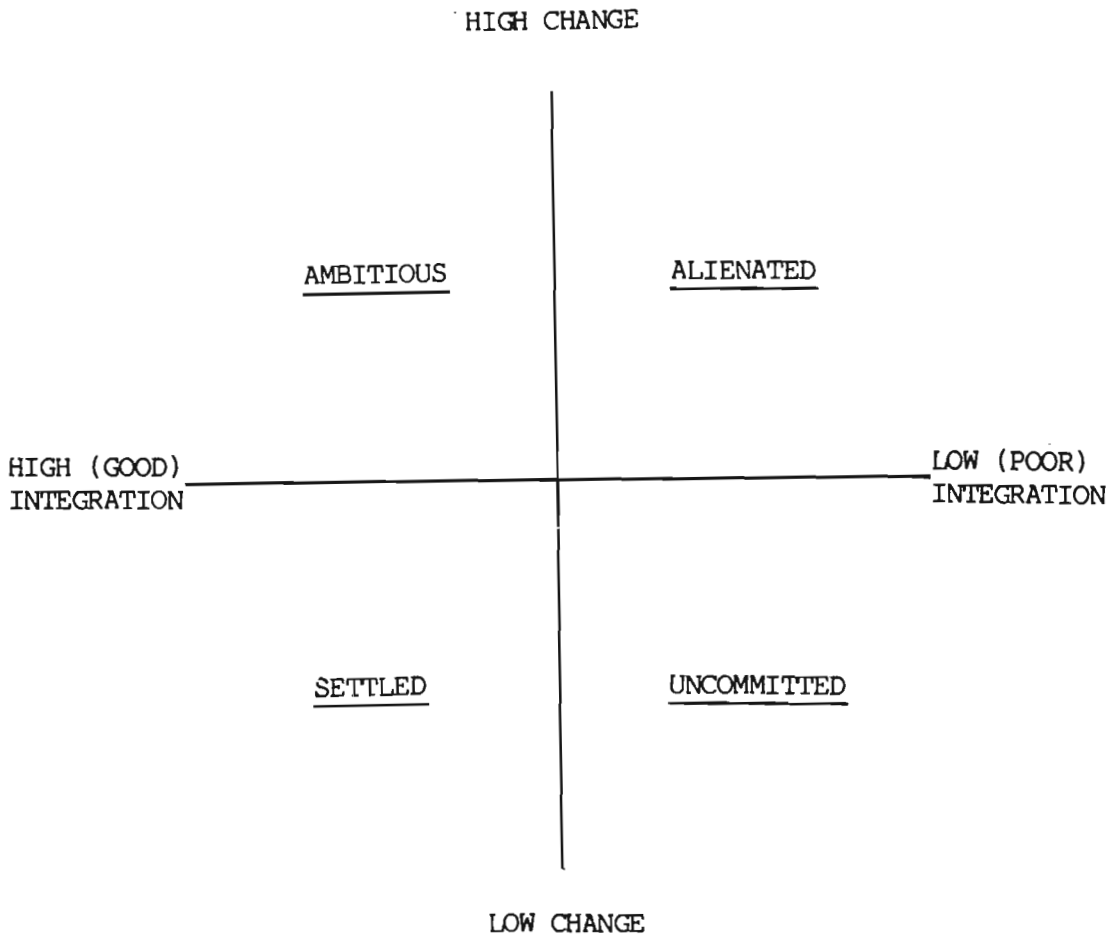 HIGH CHANGE
AMBITIOUS
ALIENATED
HIGH (GOOD)
INTEGRATION
LOW (POOR)
INTEGRATION
SETTLED
UNCOMMITTED
LOW CHANGE